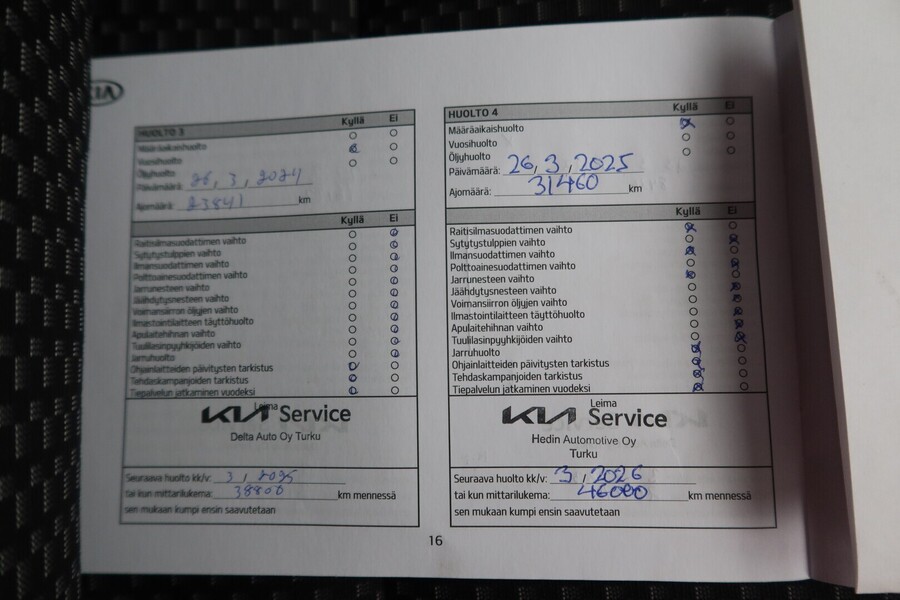 KIA
HUOLTO 3 Kyllä Ei
Määräaikaishuolto
Vuosihuolto
Öljyhuolto
Päivämäärä: 26, 3, 2024
Ajomäärä: 23841 km
Kyllä Ei
Raitisilmasuodattimen vaihto
Sytytystulppien vaihto
Ilmansuodattimen vaihto
Polttoainesuodattimen vaihto
Jarrunesteen vaihto
Jäähdytysnesteen vaihto
Voimansiirron öljyjen vaihto
Ilmastointilaitteen täyttöhuolto
Apulaitehihnan vaihto
Tuulilasinpyyhkijöiden vaihto
Jarruhuolto
Ohjainlaitteiden päivitysten tarkistus
Tehdaskampanjoiden tarkistus
Tiepalvelun jatkaminen vuodeksi
Leima
KIA Service
Delta Auto Oy Turku
Seuraava huolto kk/v: 3, 2025
tai kun mittarilukema: 38800 km mennessä
sen mukaan kumpi ensin saavutetaan
HUOLTO 4 Kyllä Ei
Määräaikaishuolto
Vuosihuolto
Öljyhuolto
Päivämäärä: 26, 3, 2025
Ajomäärä: 31460 km
Kyllä Ei
Raitisilmasuodattimen vaihto
Sytytystulppien vaihto
Ilmansuodattimen vaihto
Polttoainesuodattimen vaihto
Jarrunesteen vaihto
Jäähdytysnesteen vaihto
Voimansiirron öljyjen vaihto
Ilmastointilaitteen täyttöhuolto
Apulaitehihnan vaihto
Tuulilasinpyyhkijöiden vaihto
Jarruhuolto
Ohjainlaitteiden päivitysten tarkistus
Tehdaskampanjoiden tarkistus
Tiepalvelun jatkaminen vuodeksi
Leima
KIA Service
Hedin Automotive Oy
Turku
Seuraava huolto kk/v: 3, 2026
tai kun mittarilukema: 46000 km mennessä
sen mukaan kumpi ensin saavutetaan
16